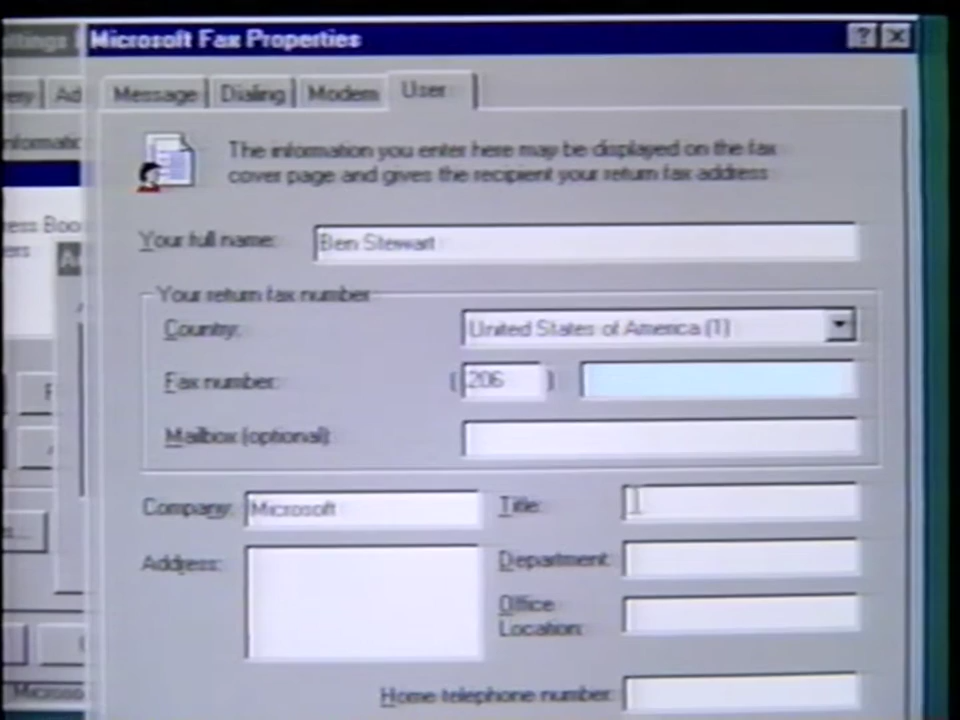 Microsoft Fax Properties
Message
Dialing
Modem
User
The information you enter here may be displayed on the fax
cover page and gives the recipient your return fax address
Your full name:
Ben Stewart
Your return fax number
Country:
United States of America (1)
Fax number:
( 206 )
Mailbox (optional):
Company:
Microsoft
Title:
Address:
Department:
Office
Location:
Home telephone number: